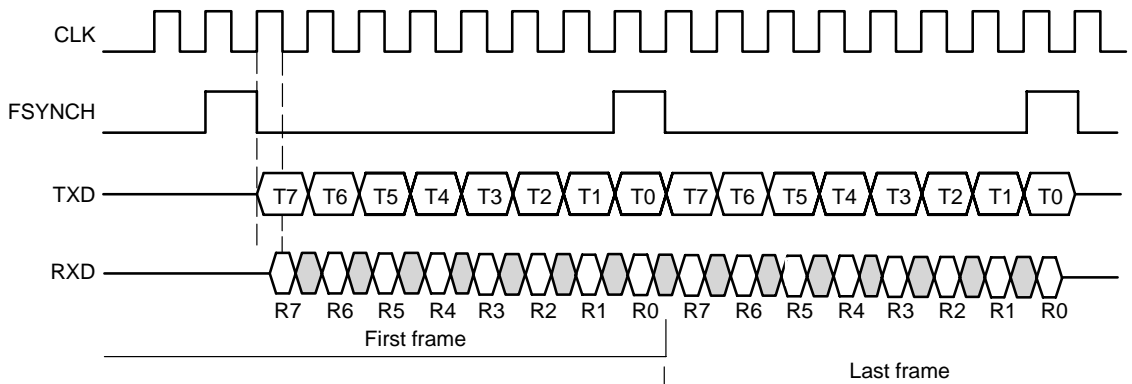 CLK
FSYNCH
TXD
T7 T6 T5 T4 T3 T2 T1 T0 T7 T6 T5 T4 T3 T2 T1 T0
RXD
R7 R6 R5 R4 R3 R2 R1 R0 R7 R6 R5 R4 R3 R2 R1 R0
First frame
Last frame